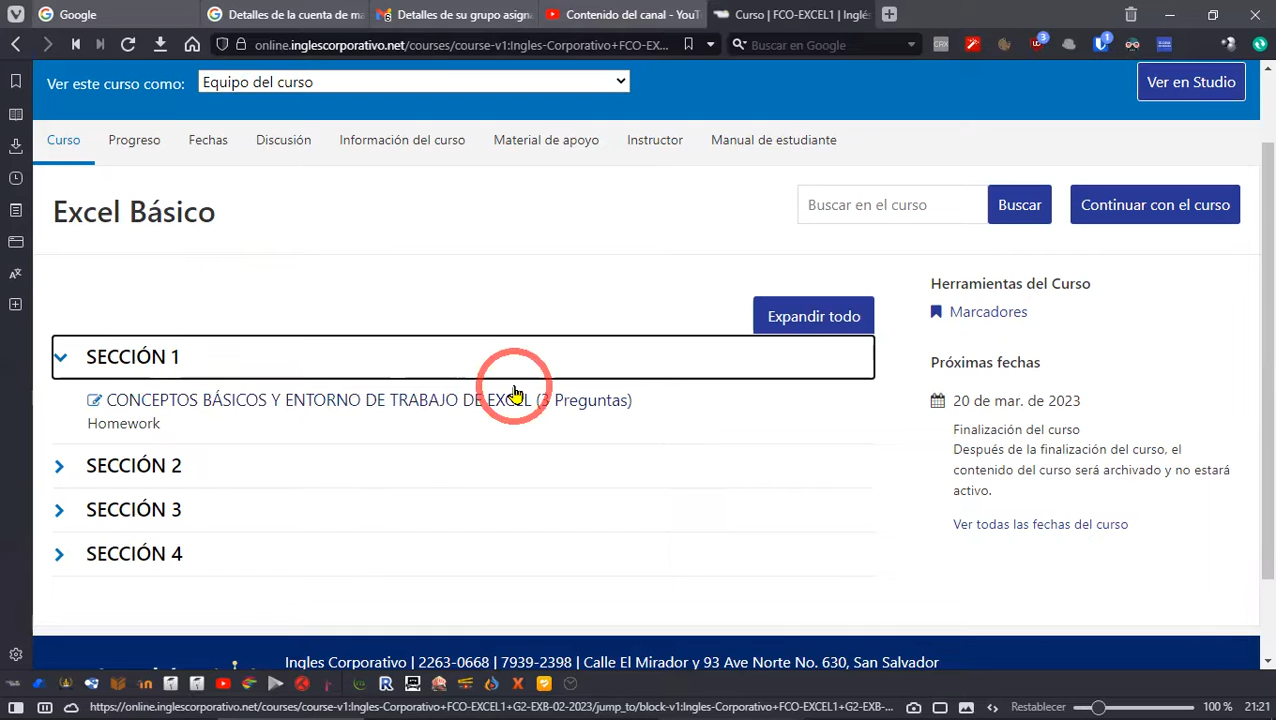 Google
Detalles de la cuenta de ma
Detalles de su grupo asign
Contenido del canal - YouT
Curso | FCO-EXCEL1 | Inglés
online.inglescorporativo.net/courses/course-v1:Ingles-Corporativo+FCO-EX...
Buscar en Google
CRX
3
1
Ver este curso como:
Equipo del curso
Ver en Studio
Curso
Progreso
Fechas
Discusión
Información del curso
Material de apoyo
Instructor
Manual de estudiante
Excel Básico
Buscar en el curso
Buscar
Continuar con el curso
Expandir todo
SECCIÓN 1
CONCEPTOS BÁSICOS Y ENTORNO DE TRABAJO DE EXCEL (3 Preguntas)
Homework
SECCIÓN 2
SECCIÓN 3
SECCIÓN 4
Herramientas del Curso
Marcadores
Próximas fechas
20 de mar. de 2023
Finalización del curso
Después de la finalización del curso, el
contenido del curso será archivado y no estará
activo.
Ver todas las fechas del curso
Ingles Corporativo | 2263-0668 | 7939-2398 | Calle El Mirador y 93 Ave Norte No. 630, San Salvador
https://online.inglescorporativo.net/courses/course-v1:Ingles-Corporativo+FCO-EXCEL1+G2-EXB-02-2023/jump_to/block-v1:Ingles-Corporativo+FCO-EXCEL1+G2-EXB-...
Restablecer
100 %
21:21